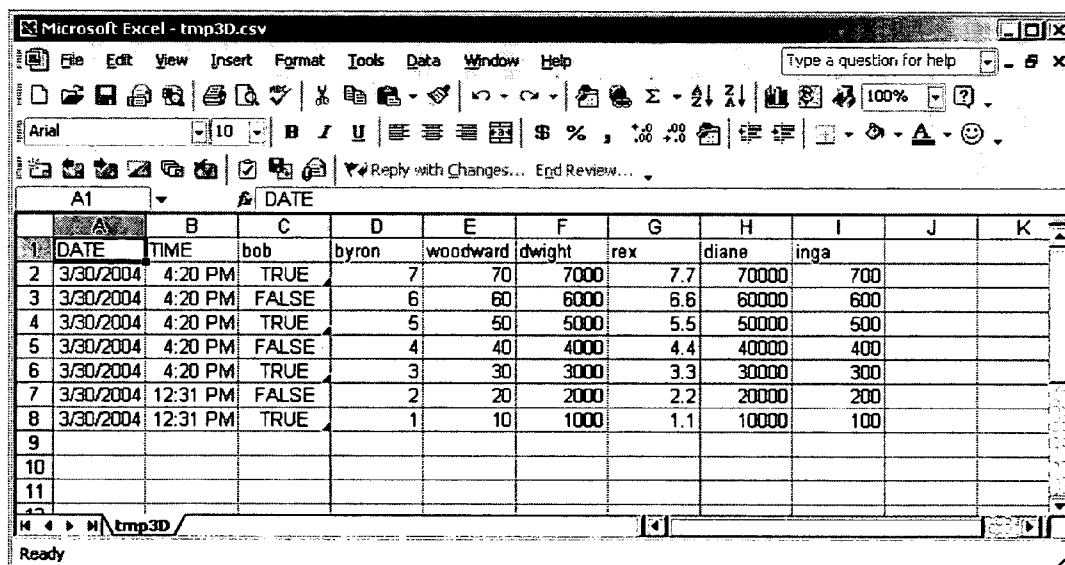 Microsoft Excel - tmp3D.csv
File Edit View Insert Format Tools Data Window Help Type a question for help
100%
Arial 10 B I U $ % ,
Reply with Changes... End Review...
A1 fx DATE
A B C D E F G H I J K
1 DATE TIME bob byron woodward dwight rex diane inga
2 3/30/2004 4:20 PM TRUE 7 70 7000 7.7 70000 700
3 3/30/2004 4:20 PM FALSE 6 60 6000 6.6 60000 600
4 3/30/2004 4:20 PM TRUE 5 50 5000 5.5 50000 500
5 3/30/2004 4:20 PM FALSE 4 40 4000 4.4 40000 400
6 3/30/2004 4:20 PM TRUE 3 30 3000 3.3 30000 300
7 3/30/2004 12:31 PM FALSE 2 20 2000 2.2 20000 200
8 3/30/2004 12:31 PM TRUE 1 10 1000 1.1 10000 100
9
10
11
tmp3D
Ready